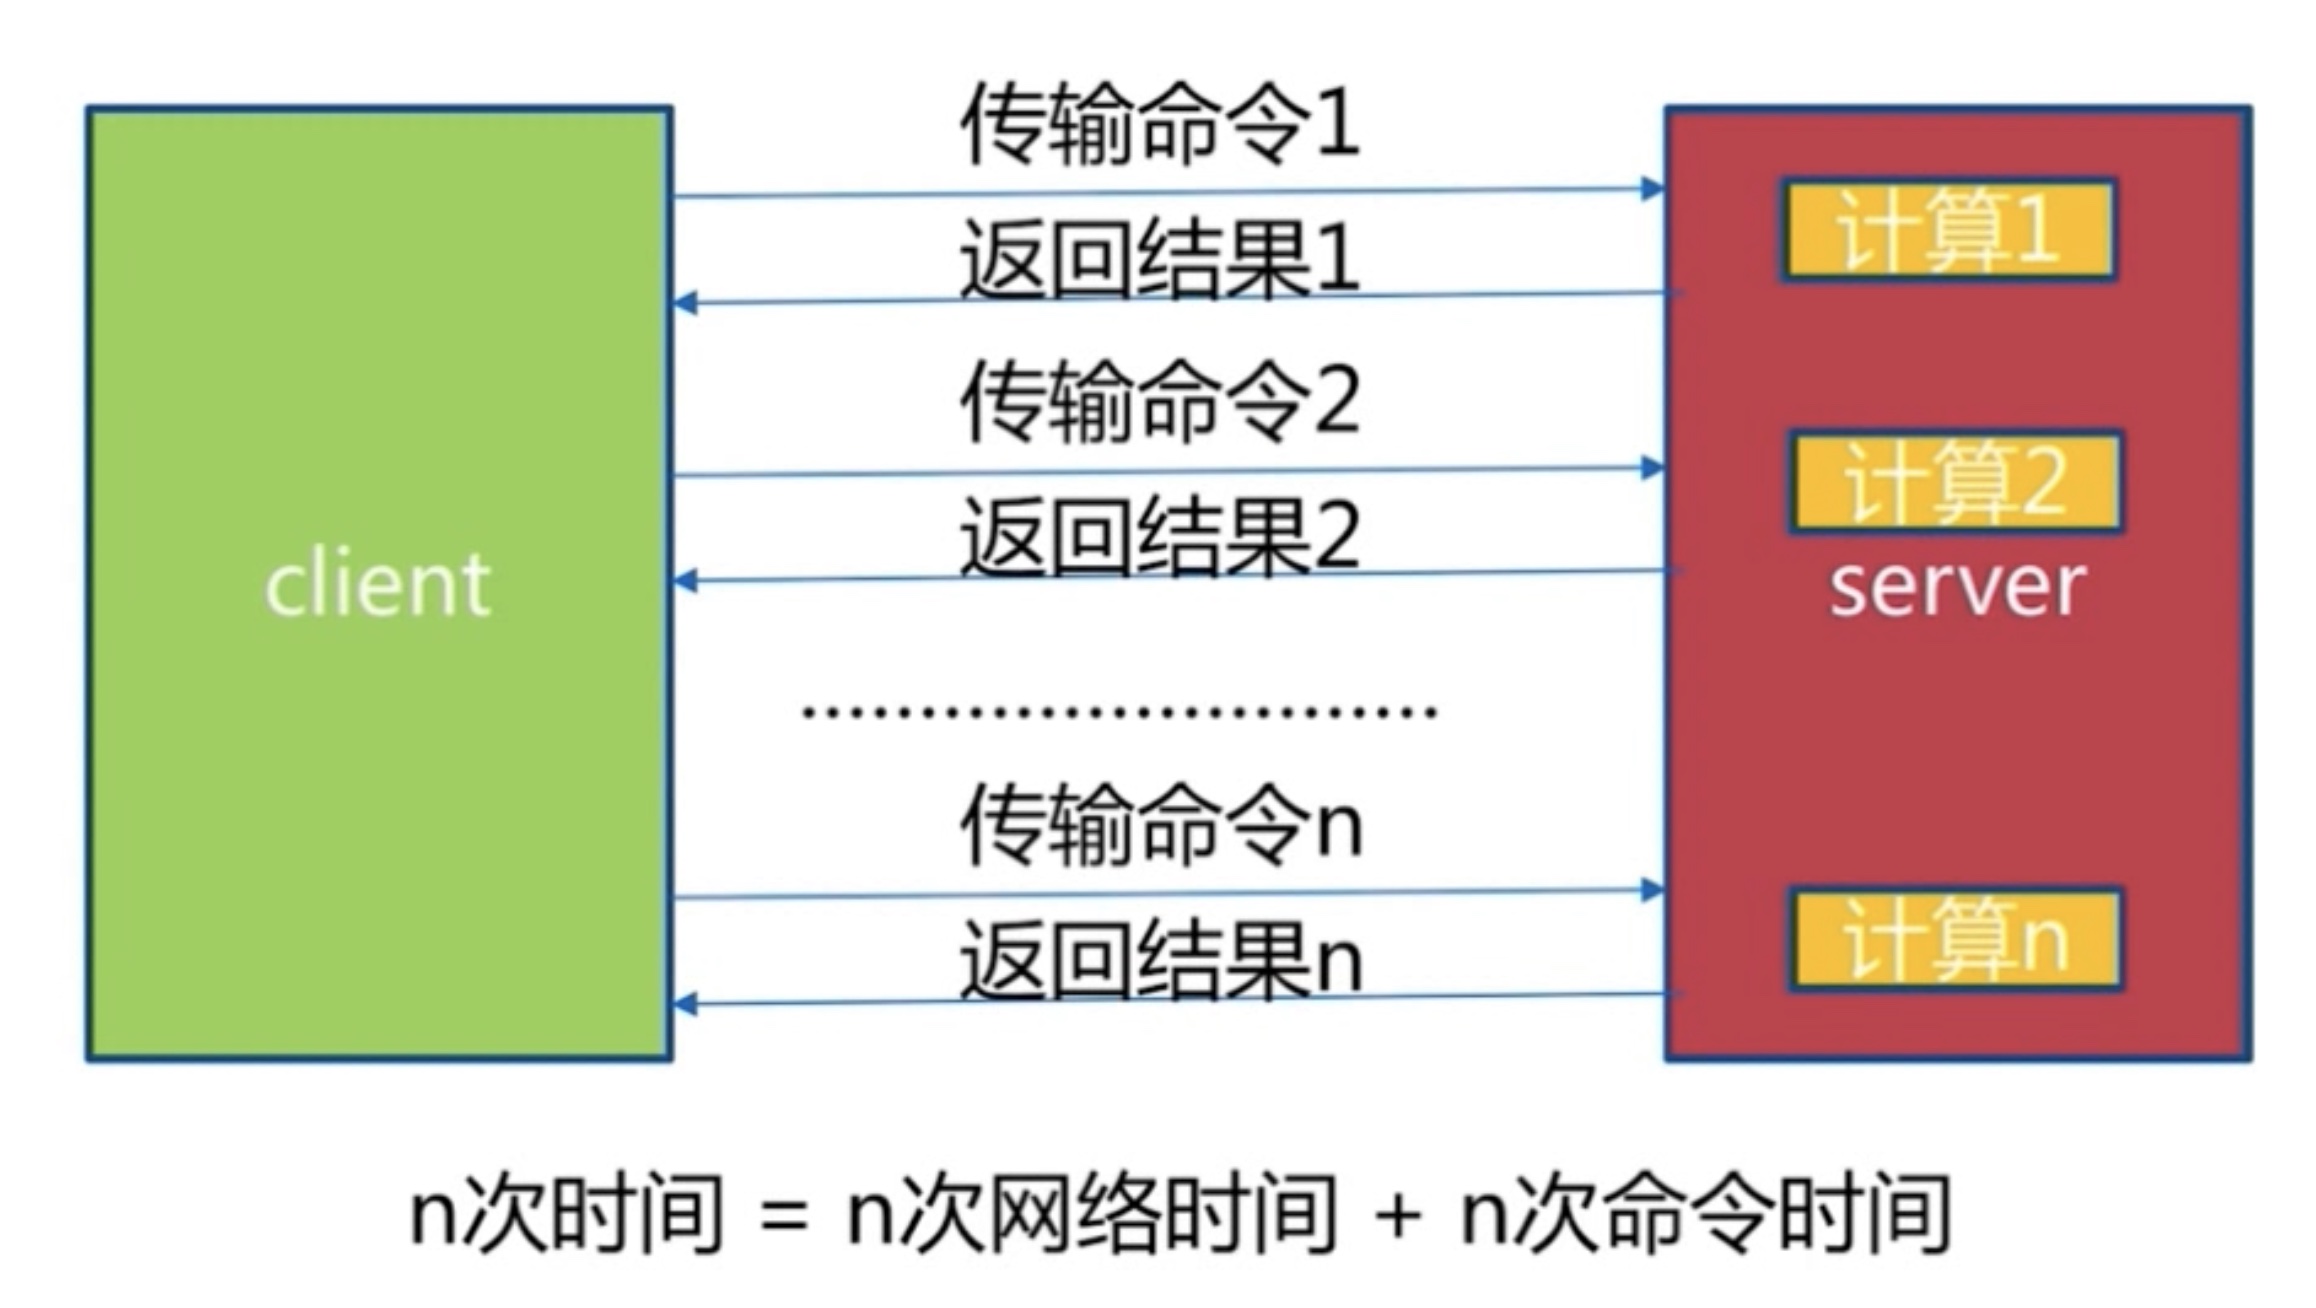 传输命令1
计算1
返回结果1
传输命令2
计算2
返回结果2
client
server
..............................
传输命令n
计算n
返回结果n
n次时间 = n次网络时间 + n次命令时间